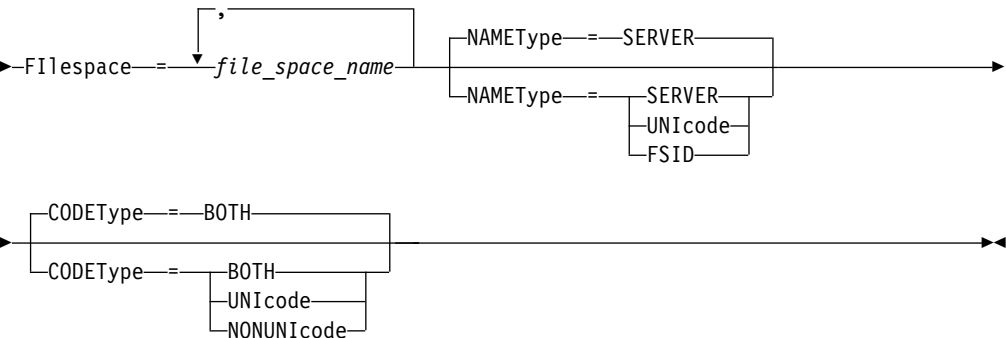 ,
NAMEType = SERVER
FIlespace = file_space_name
NAMEType = SERVER
UNIcode
FSID
CODEType = BOTH
CODEType = BOTH
UNIcode
NONUNIcode